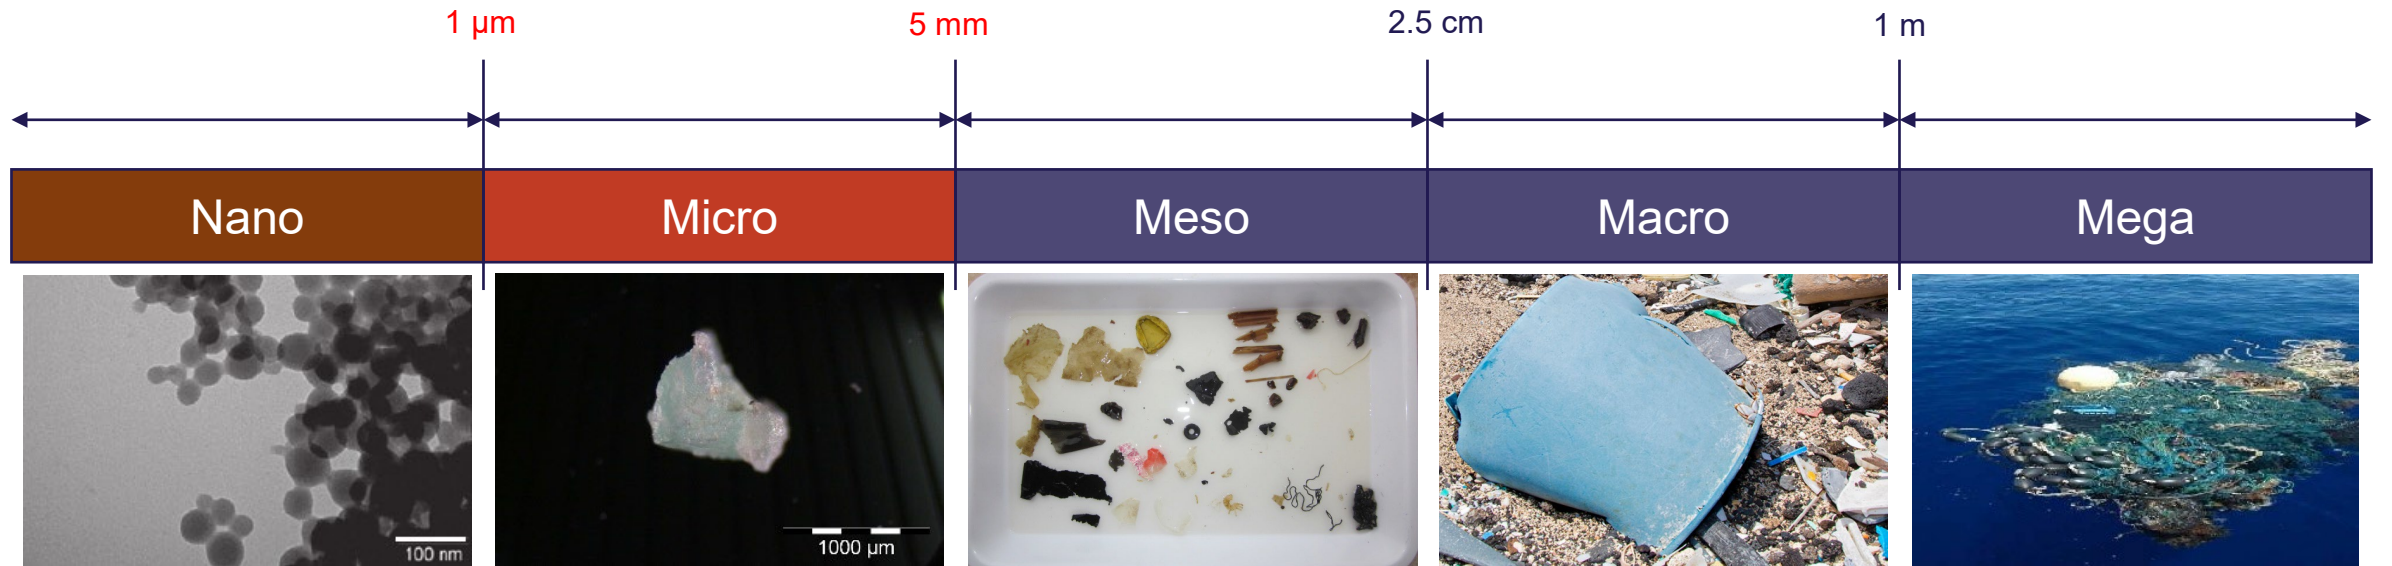 1 µm
5 mm
2.5 cm
1 m
Nano
Micro
Meso
Macro
Mega
100 nm
1000 µm